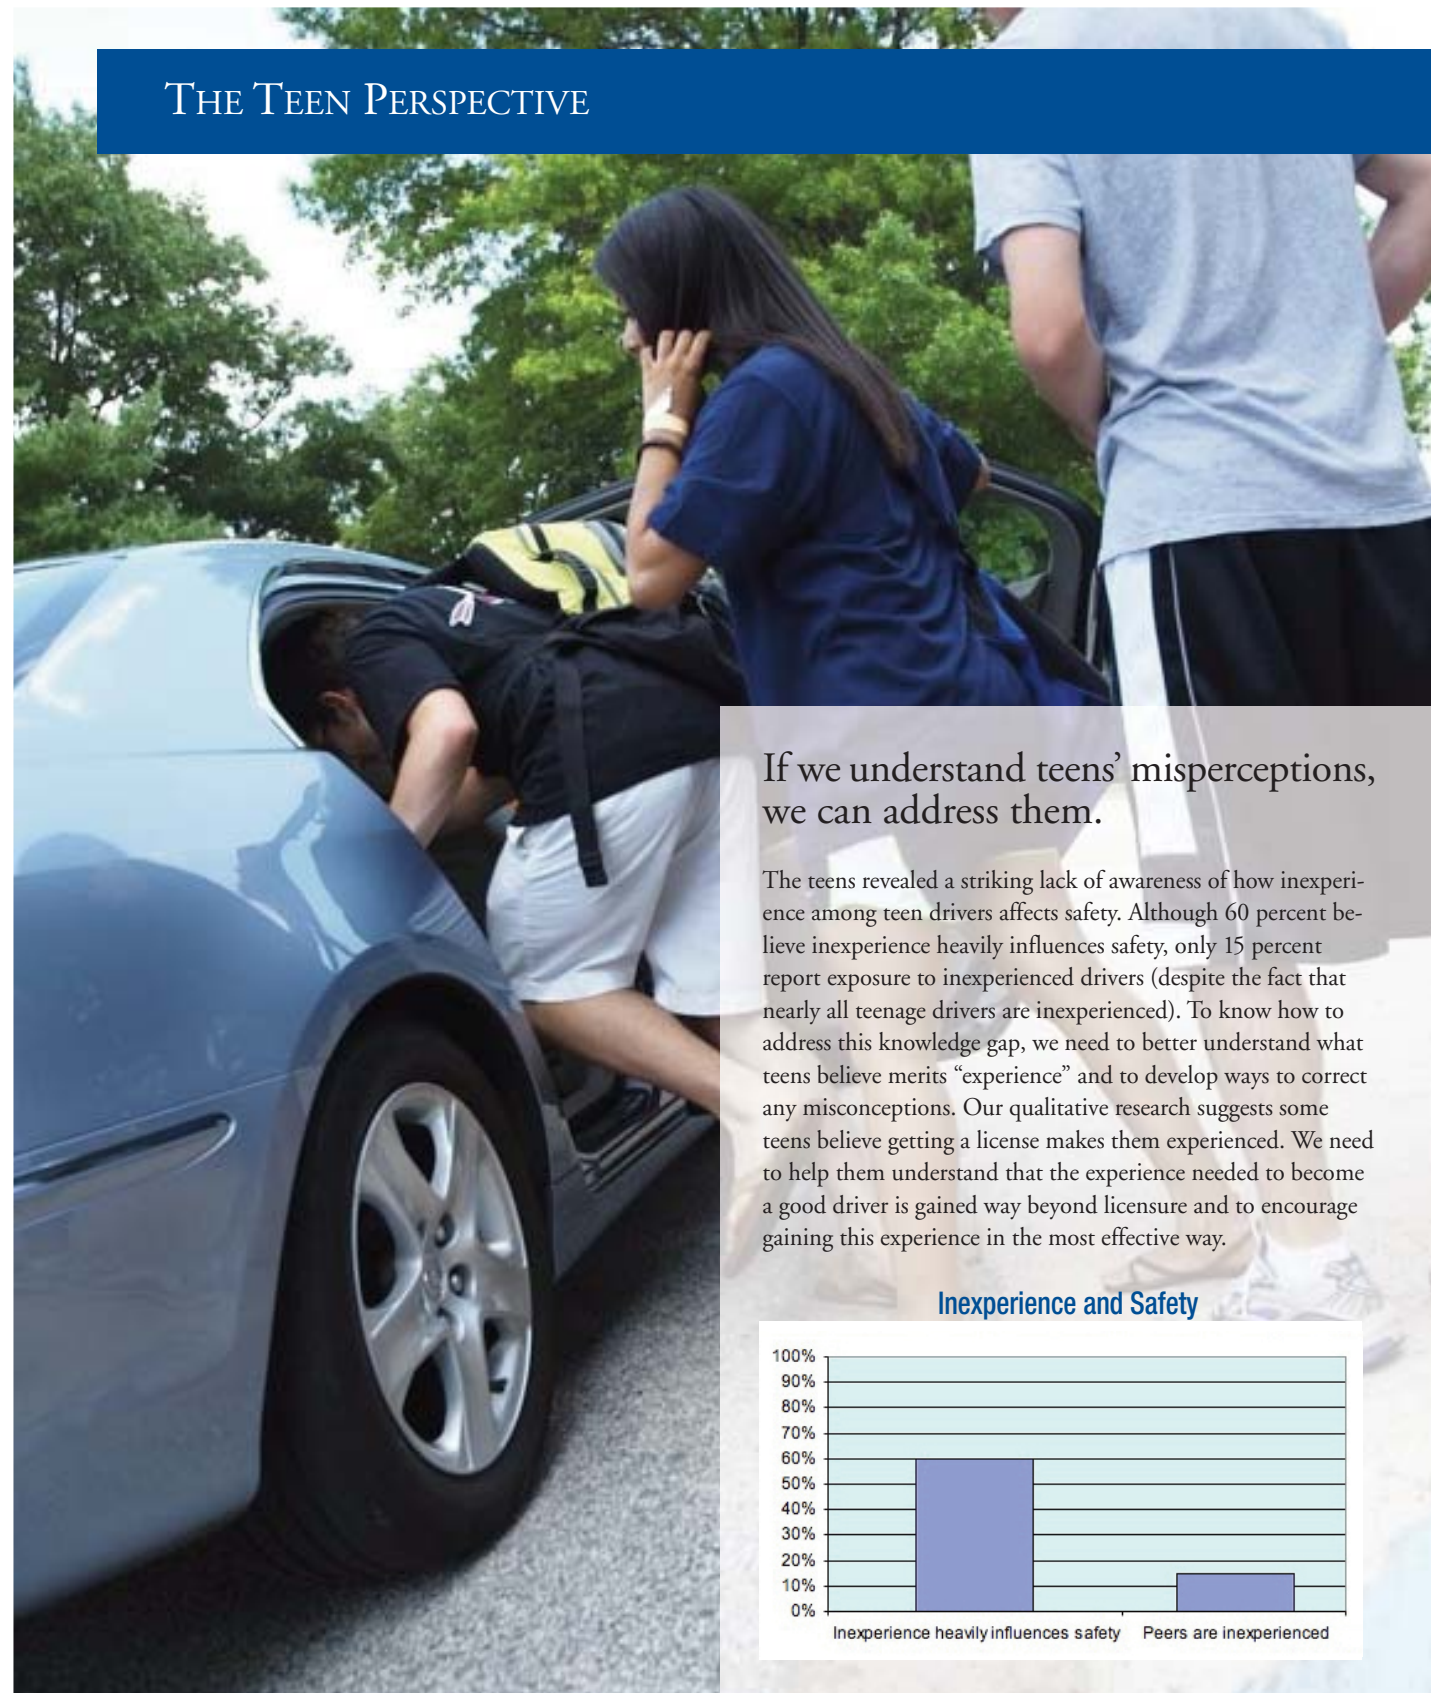 THE TEEN PERSPECTIVE
If we understand teens’ misperceptions,
we can address them.
The teens revealed a striking lack of awareness of how inexperi-
ence among teen drivers affects safety. Although 60 percent be-
lieve inexperience heavily influences safety, only 15 percent
report exposure to inexperienced drivers (despite the fact that
nearly all teenage drivers are inexperienced). To know how to
address this knowledge gap, we need to better understand what
teens believe merits “experience” and to develop ways to correct
any misconceptions. Our qualitative research suggests some
teens believe getting a license makes them experienced. We need
to help them understand that the experience needed to become
a good driver is gained way beyond licensure and to encourage
gaining this experience in the most effective way.
Inexperience and Safety
100%
90%
80%
70%
60%
50%
40%
30%
20%
10%
0%
Inexperience heavily influences safety Peers are inexperienced